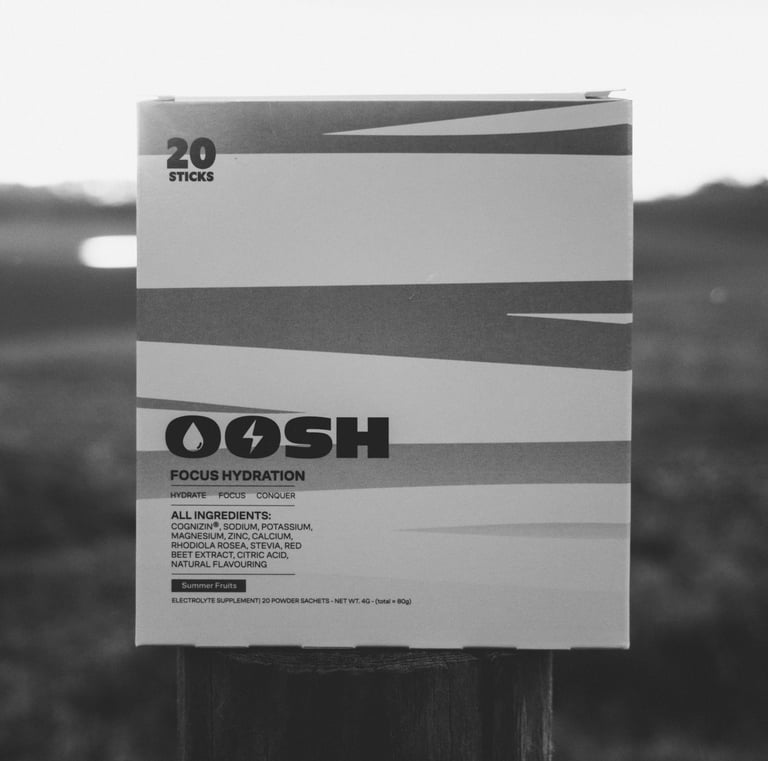 20
STICKS
OOSH
FOCUS HYDRATION
HYDRATE FOCUS CONQUER
ALL INGREDIENTS:
COGNIZIN®, SODIUM, POTASSIUM,
MAGNESIUM, ZINC, CALCIUM,
RHODIOLA ROSEA, STEVIA, RED
BEET EXTRACT, CITRIC ACID,
NATURAL FLAVOURING
Summer Fruits
ELECTROLYTE SUPPLEMENT| 20 POWDER SACHETS - NET WT. 4G - (total = 80g)